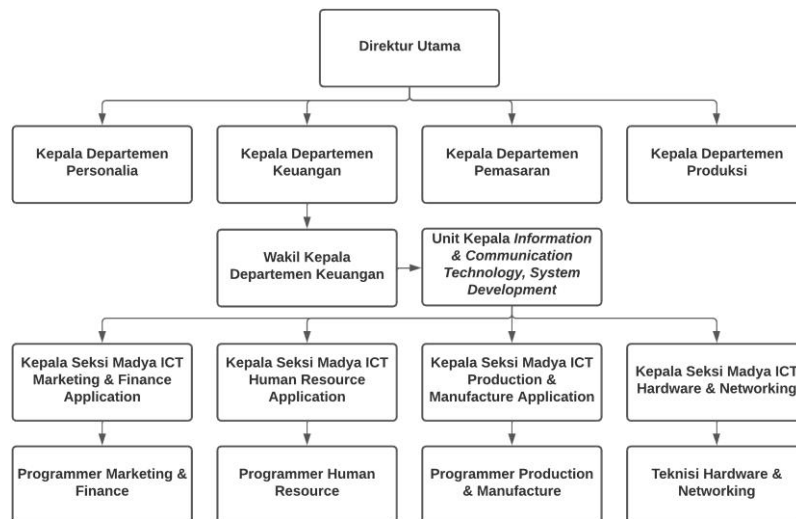 Direktur Utama
Kepala Departemen
Personalia
Kepala Departemen
Keuangan
Kepala Departemen
Pemasaran
Kepala Departemen
Produksi
Wakil Kepala
Departemen Keuangan
Unit Kepala Information
& Communication
Technology, System
Development
Kepala Seksi Madya ICT
Marketing & Finance
Application
Kepala Seksi Madya ICT
Human Resource
Application
Kepala Seksi Madya ICT
Production &
Manufacture Application
Kepala Seksi Madya ICT
Hardware & Networking
Programmer Marketing &
Finance
Programmer Human
Resource
Programmer Production
& Manufacture
Teknisi Hardware &
Networking